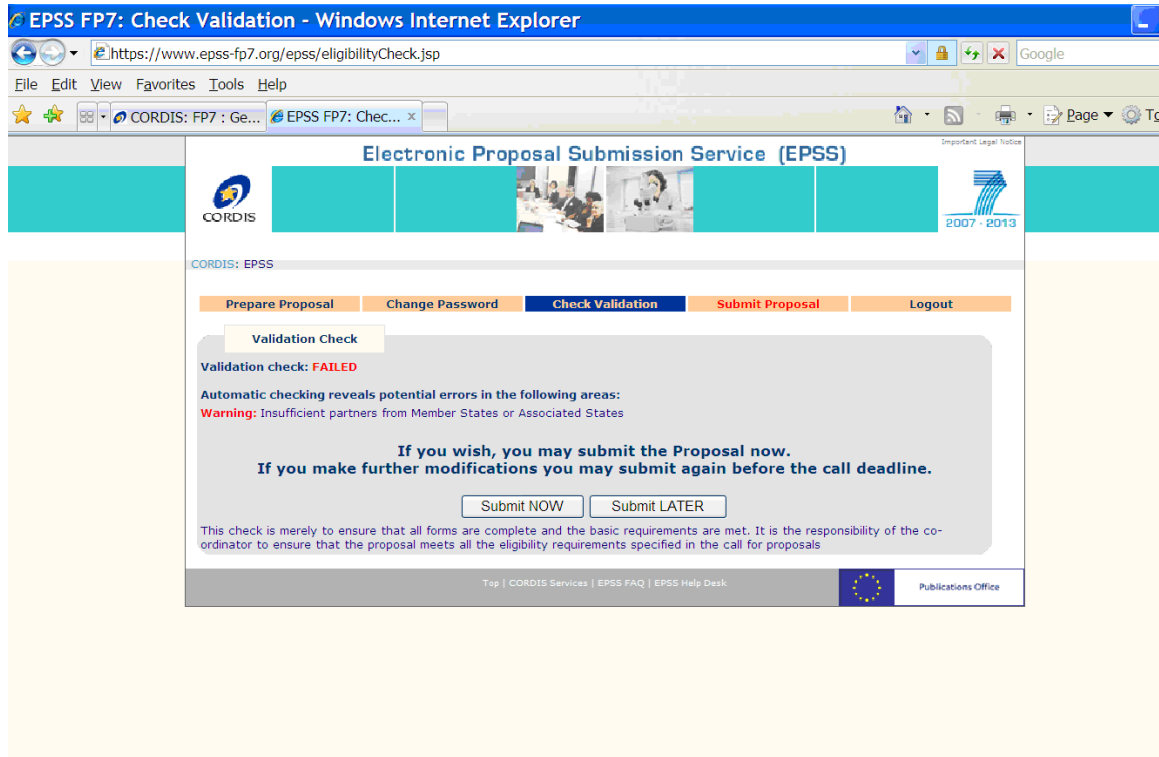 EPSS FP7: Check Validation - Windows Internet Explorer
https://www.epss-fp7.org/epss/eligibilityCheck.jsp
Google
File Edit View Favorites Tools Help
CORDIS: FP7 : Ge...
EPSS FP7: Chec...
Page
Electronic Proposal Submission Service (EPSS)
Important Legal Notice
CORDIS
2007 - 2013
CORDIS: EPSS
Prepare Proposal Change Password Check Validation Submit Proposal Logout
Validation Check
Validation check: FAILED
Automatic checking reveals potential errors in the following areas:
Warning: Insufficient partners from Member States or Associated States
If you wish, you may submit the Proposal now.
If you make further modifications you may submit again before the call deadline.
Submit NOW Submit LATER
This check is merely to ensure that all forms are complete and the basic requirements are met. It is the responsibility of the co-
ordinator to ensure that the proposal meets all the eligibility requirements specified in the call for proposals
Top | CORDIS Services | EPSS FAQ | EPSS Help Desk
Publications Office